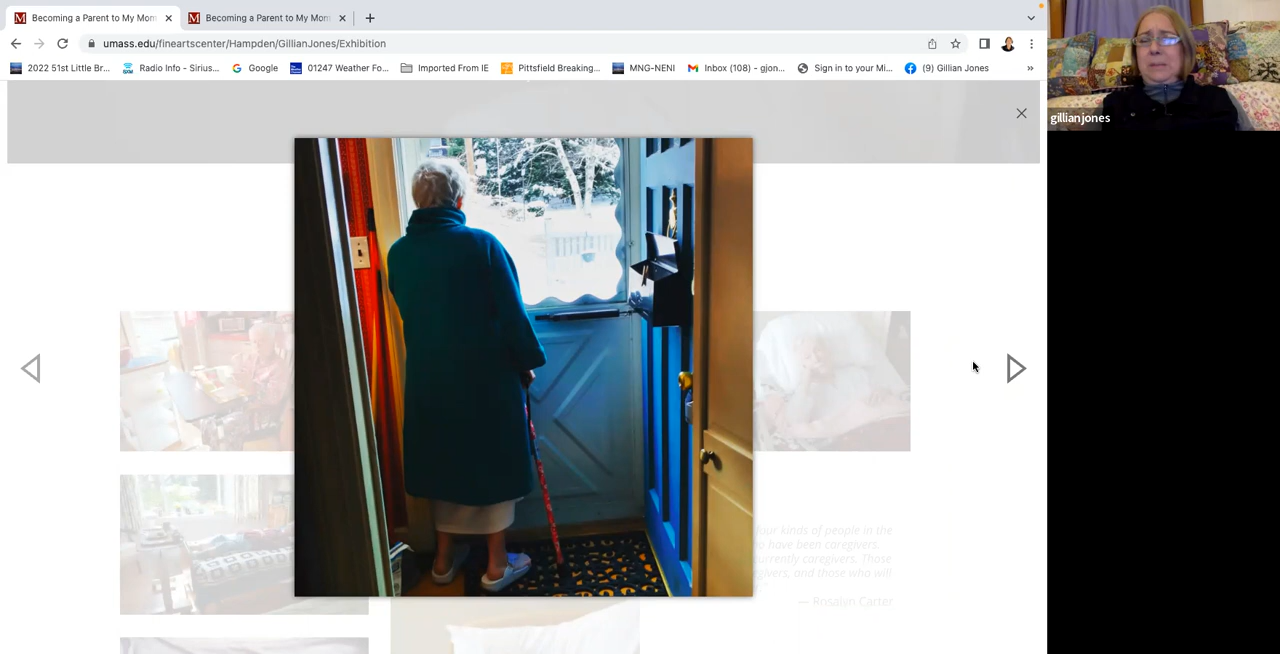 Becoming a Parent to My Mom
Becoming a Parent to My Mom
umass.edu/fineartscenter/Hampden/GillianJones/Exhibition
2022 51st Little Br...
Radio Info - Sirius...
Google
01247 Weather Fo...
Imported From IE
Pittsfield Breaking...
MNG-NENI
Inbox (108) - gjon...
Sign in to your Mi...
(9) Gillian Jones
»
gillianjones
four kinds of people in the
ho have been caregivers.
currently caregivers. Those
egivers, and those who will
— Rosalyn Carter